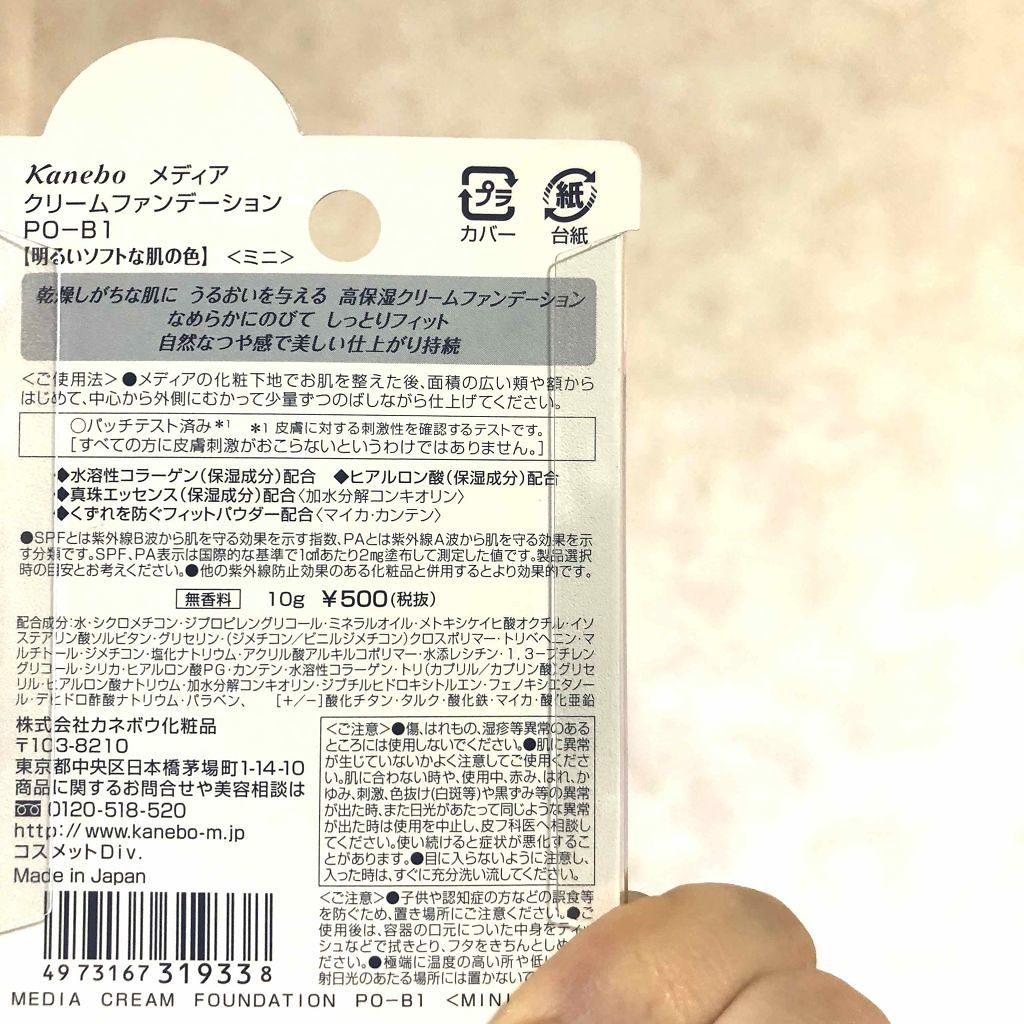 Kanebo メディア
クリームファンデーション
PO-B1
【明るいソフトな肌の色】 <ミニ>
プラ
カバー
紙
台紙
乾燥しがちな肌に うるおいを与える 高保湿クリームファンデーション
なめらかにのびて しっとりフィット
自然なつや感で美しい仕上がり持続
<ご使用法>●メディアの化粧下地でお肌を整えた後、面積の広い頬や額から
はじめて、中心から外側にむかって少量ずつのばしながら仕上げてください。
○パッチテスト済み*1 *1 皮膚に対する刺激性を確認するテストです。
[すべての方に皮膚刺激がおこらないというわけではありません。]
◆水溶性コラーゲン(保湿成分)配合 ◆ヒアルロン酸(保湿成分)配合
◆真珠エッセンス(保湿成分)配合〈加水分解コンキオリン〉
◆くずれを防ぐフィットパウダー配合〈マイカ・カンテン〉
●SPFとは紫外線B波から肌を守る効果を示す指数、PAとは紫外線A波から肌を守る効果を示
す分類です。SPF、PA表示は国際的な基準で1c㎡あたり2mg塗布して測定した値です。製品選択
時の目安とお考えください。●他の紫外線防止効果のある化粧品と併用するとより効果的です。
無香料 10g ¥500(税抜)
配合成分:水・シクロメチコン・ジプロピレングリコール・ミネラルオイル・メトキシケイヒ酸オクチル・イソ
ステアリン酸ソルビタン・グリセリン・(ジメチコン/ビニルジメチコン)クロスポリマー・トリベヘニン・マ
ルチトール・ジメチコン・塩化ナトリウム・アクリル酸アルキルコポリマー・水添レシチン・1,3-ブチレン
グリコール・シリカ・ヒアルロン酸PG・カンテン・水溶性コラーゲン・トリ(カプリル/カプリン酸)グリセ
リル・ヒアルロン酸ナトリウム・加水分解コンキオリン・ジブチルヒドロキシトルエン・フェノキシエタノー
ル・デヒドロ酢酸ナトリウム・パラベン、 [+/-]酸化チタン・タルク・酸化鉄・マイカ・酸化亜鉛
株式会社カネボウ化粧品
〒103-8210
東京都中央区日本橋茅場町1-14-10
商品に関するお問合せや美容相談は
0120-518-520
http://www.kanebo-m.jp
コスメットDiv.
Made in Japan
<ご注意>●傷、はれもの、湿疹等異常のある
ところには使用しないでください。●肌に異常
が生じていないかよく注意してご使用くださ
い。肌に合わない時や、使用中、赤み、はれ、か
ゆみ、刺激、色抜け(白斑等)や黒ずみ等の異常
が出た時、また日光があたって同じような異常
が出た時は使用を中止し、皮フ科医へ相談し
てください。使い続けると症状が悪化するこ
とがあります。●目に入らないように注意し、
入った時は、すぐに充分洗い流してください。
<ご注意>●子供や認知症の方などの誤食等
を防ぐため、置き場所にご注意ください。●ご
使用後は、容器の口元についた中身をティッ
シュなどで拭きとり、フタをきちんとしめ
ださい。●極端に温度の高い所や低い
射日光のあたる場所には置かない
4973167319338
MEDIA CREAM FOUNDATION PO-B1 <MINI